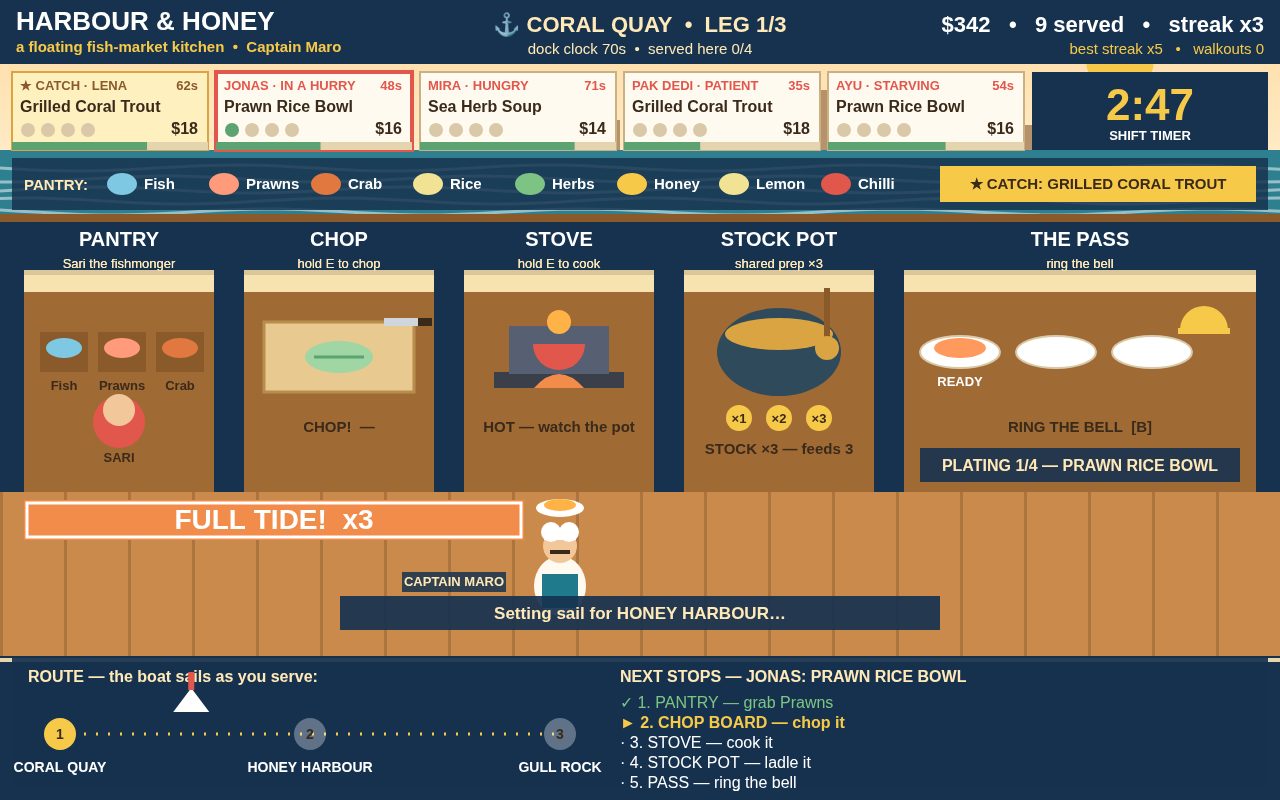 HARBOUR & HONEY
a floating fish-market kitchen • Captain Maro
⚓ CORAL QUAY • LEG 1/3
dock clock 70s • served here 0/4
$342 • 9 served • streak x3
best streak x5 • walkouts 0
★ CATCH · LENA 62s
Grilled Coral Trout
$18
JONAS · IN A HURRY 48s
Prawn Rice Bowl
$16
MIRA · HUNGRY 71s
Sea Herb Soup
$14
PAK DEDI · PATIENT 35s
Grilled Coral Trout
$18
AYU · STARVING 54s
Prawn Rice Bowl
$16
2:47
SHIFT TIMER
PANTRY: Fish Prawns Crab Rice Herbs Honey Lemon Chilli
★ CATCH: GRILLED CORAL TROUT
PANTRY
Sari the fishmonger
Fish Prawns Crab
SARI
CHOP
hold E to chop
CHOP! —
STOVE
hold E to cook
HOT — watch the pot
STOCK POT
shared prep ×3
×1 ×2 ×3
STOCK ×3 — feeds 3
THE PASS
ring the bell
READY
RING THE BELL [B]
PLATING 1/4 — PRAWN RICE BOWL
FULL TIDE! x3
CAPTAIN MARO
Setting sail for HONEY HARBOUR…
ROUTE — the boat sails as you serve:
1 2 3
CORAL QUAY HONEY HARBOUR GULL ROCK
NEXT STOPS — JONAS: PRAWN RICE BOWL
✓ 1. PANTRY — grab Prawns
► 2. CHOP BOARD — chop it
· 3. STOVE — cook it
· 4. STOCK POT — ladle it
· 5. PASS — ring the bell